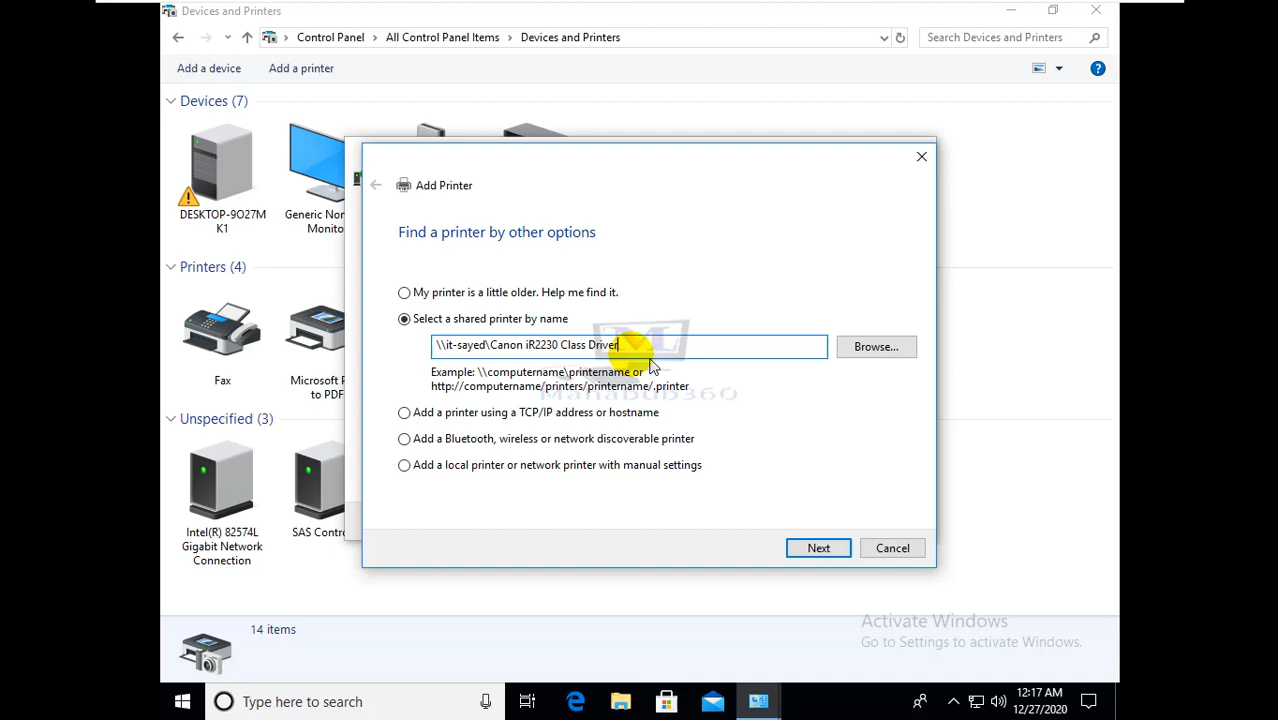 Devices and Printers
Control Panel > All Control Panel Items > Devices and Printers
Search Devices and Printers
Add a device
Add a printer
Devices (7)
DESKTOP-9O27M
K1
Generic Non
Monito
Printers (4)
Fax
Microsoft P
to PDF
Unspecified (3)
Intel(R) 82574L
Gigabit Network
Connection
SAS Contro
Add Printer
Find a printer by other options
My printer is a little older. Help me find it.
Select a shared printer by name
\\it-sayed\Canon iR2230 Class Driver
Browse...
Example: \\computername\printername or
http://computername/printers/printername/.printer
Mahabub360
Add a printer using a TCP/IP address or hostname
Add a Bluetooth, wireless or network discoverable printer
Add a local printer or network printer with manual settings
Next
Cancel
14 items
Activate Windows
Go to Settings to activate Windows.
Type here to search
12:17 AM
12/27/2020